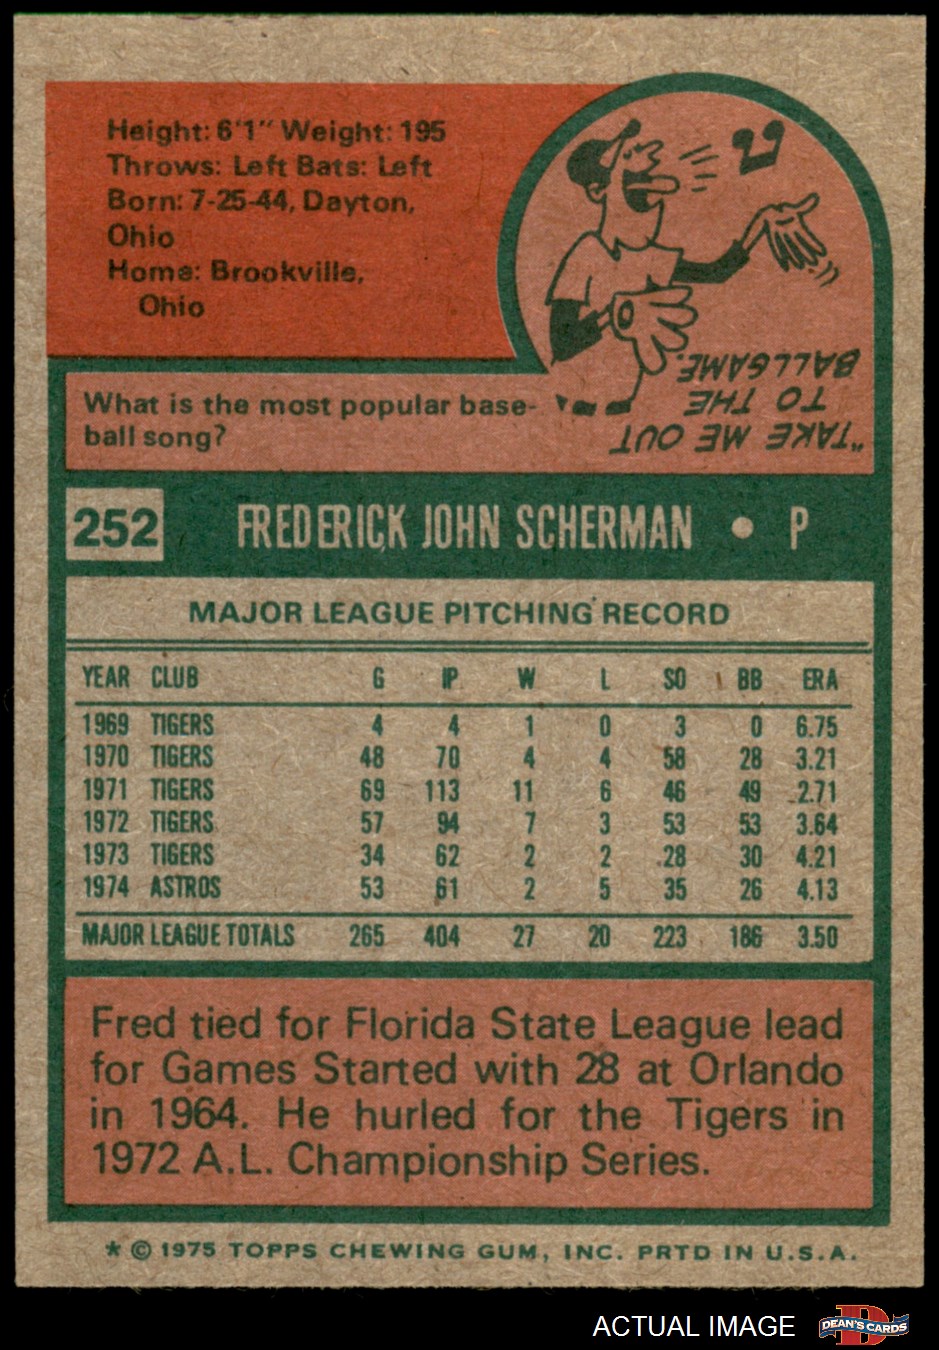 Height: 6'1" Weight: 195
Throws: Left Bats: Left
Born: 7-25-44, Dayton,
Ohio
Home: Brookville,
Ohio
What is the most popular base-
ball song?
"TAKE ME OUT
TO THE
BALLGAME.
252 FREDERICK JOHN SCHERMAN • P
MAJOR LEAGUE PITCHING RECORD
YEAR CLUB G IP W L SO BB ERA
1969 TIGERS 4 4 1 0 3 0 6.75
1970 TIGERS 48 70 4 4 58 28 3.21
1971 TIGERS 69 113 11 6 46 49 2.71
1972 TIGERS 57 94 7 3 53 53 3.64
1973 TIGERS 34 62 2 2 28 30 4.21
1974 ASTROS 53 61 2 5 35 26 4.13
MAJOR LEAGUE TOTALS 265 404 27 20 223 186 3.50
Fred tied for Florida State League lead
for Games Started with 28 at Orlando
in 1964. He hurled for the Tigers in
1972 A.L. Championship Series.
* © 1975 TOPPS CHEWING GUM, INC. PRTD IN U.S.A.
ACTUAL IMAGE
DEAN'S CARDS